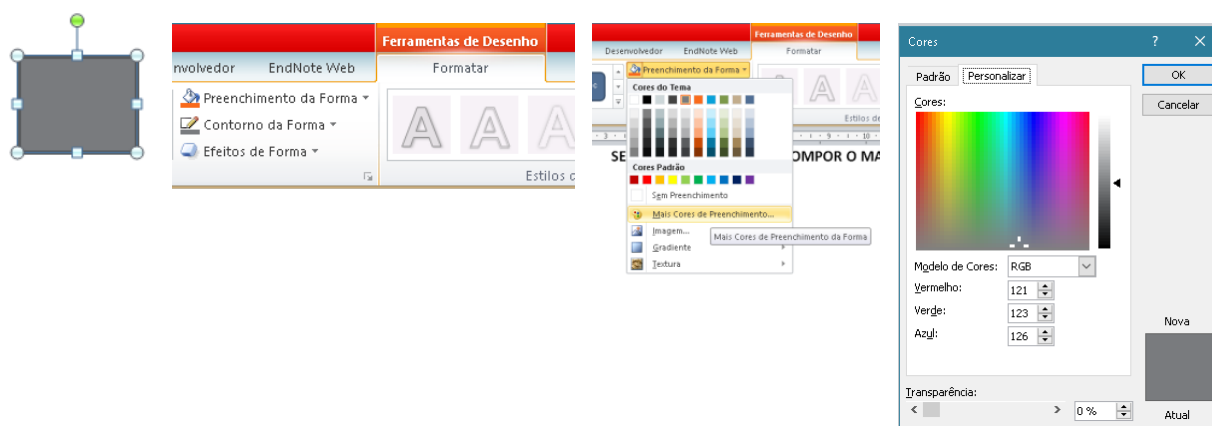 Ferramentas de Desenho
nvolvedor EndNote Web Formatar
Preenchimento da Forma
Contorno da Forma
Efeitos de Forma
A A A
Estilos d
Ferramentas de Desenho
Desenvolvedor EndNote Web Formatar
Preenchimento da Forma
Cores do Tema
A A
Estilos de
3 9 10
SE OMPOR O MA
Cores Padrão
Sem Preenchimento
Mais Cores de Preenchimento...
Imagem...
Mais Cores de Preenchimento da Forma
Gradiente
Textura
Cores ? X
Padrão Personalizar OK
Cores: Cancelar
Modelo de Cores: RGB
Vermelho: 121
Verde: 123
Azul: 126
Nova
Transparência:
0 %
Atual